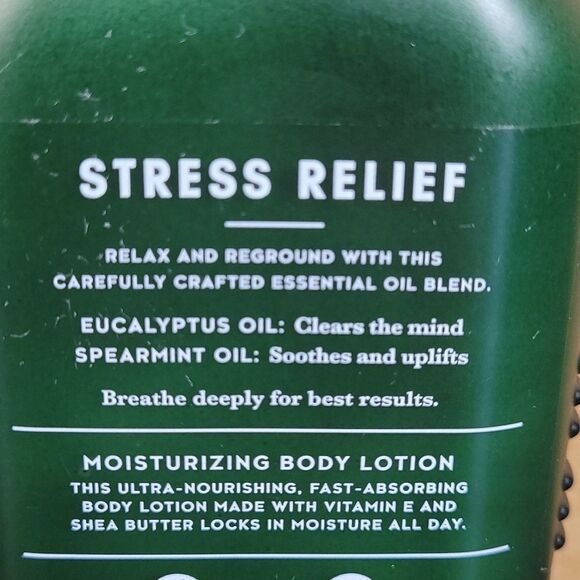 STRESS RELIEF
RELAX AND REGROUND WITH THIS
CAREFULLY CRAFTED ESSENTIAL OIL BLEND.
EUCALYPTUS OIL: Clears the mind
SPEARMINT OIL: Soothes and uplifts
Breathe deeply for best results.
MOISTURIZING BODY LOTION
THIS ULTRA-NOURISHING, FAST-ABSORBING
BODY LOTION MADE WITH VITAMIN E AND
SHEA BUTTER LOCKS IN MOISTURE ALL DAY.